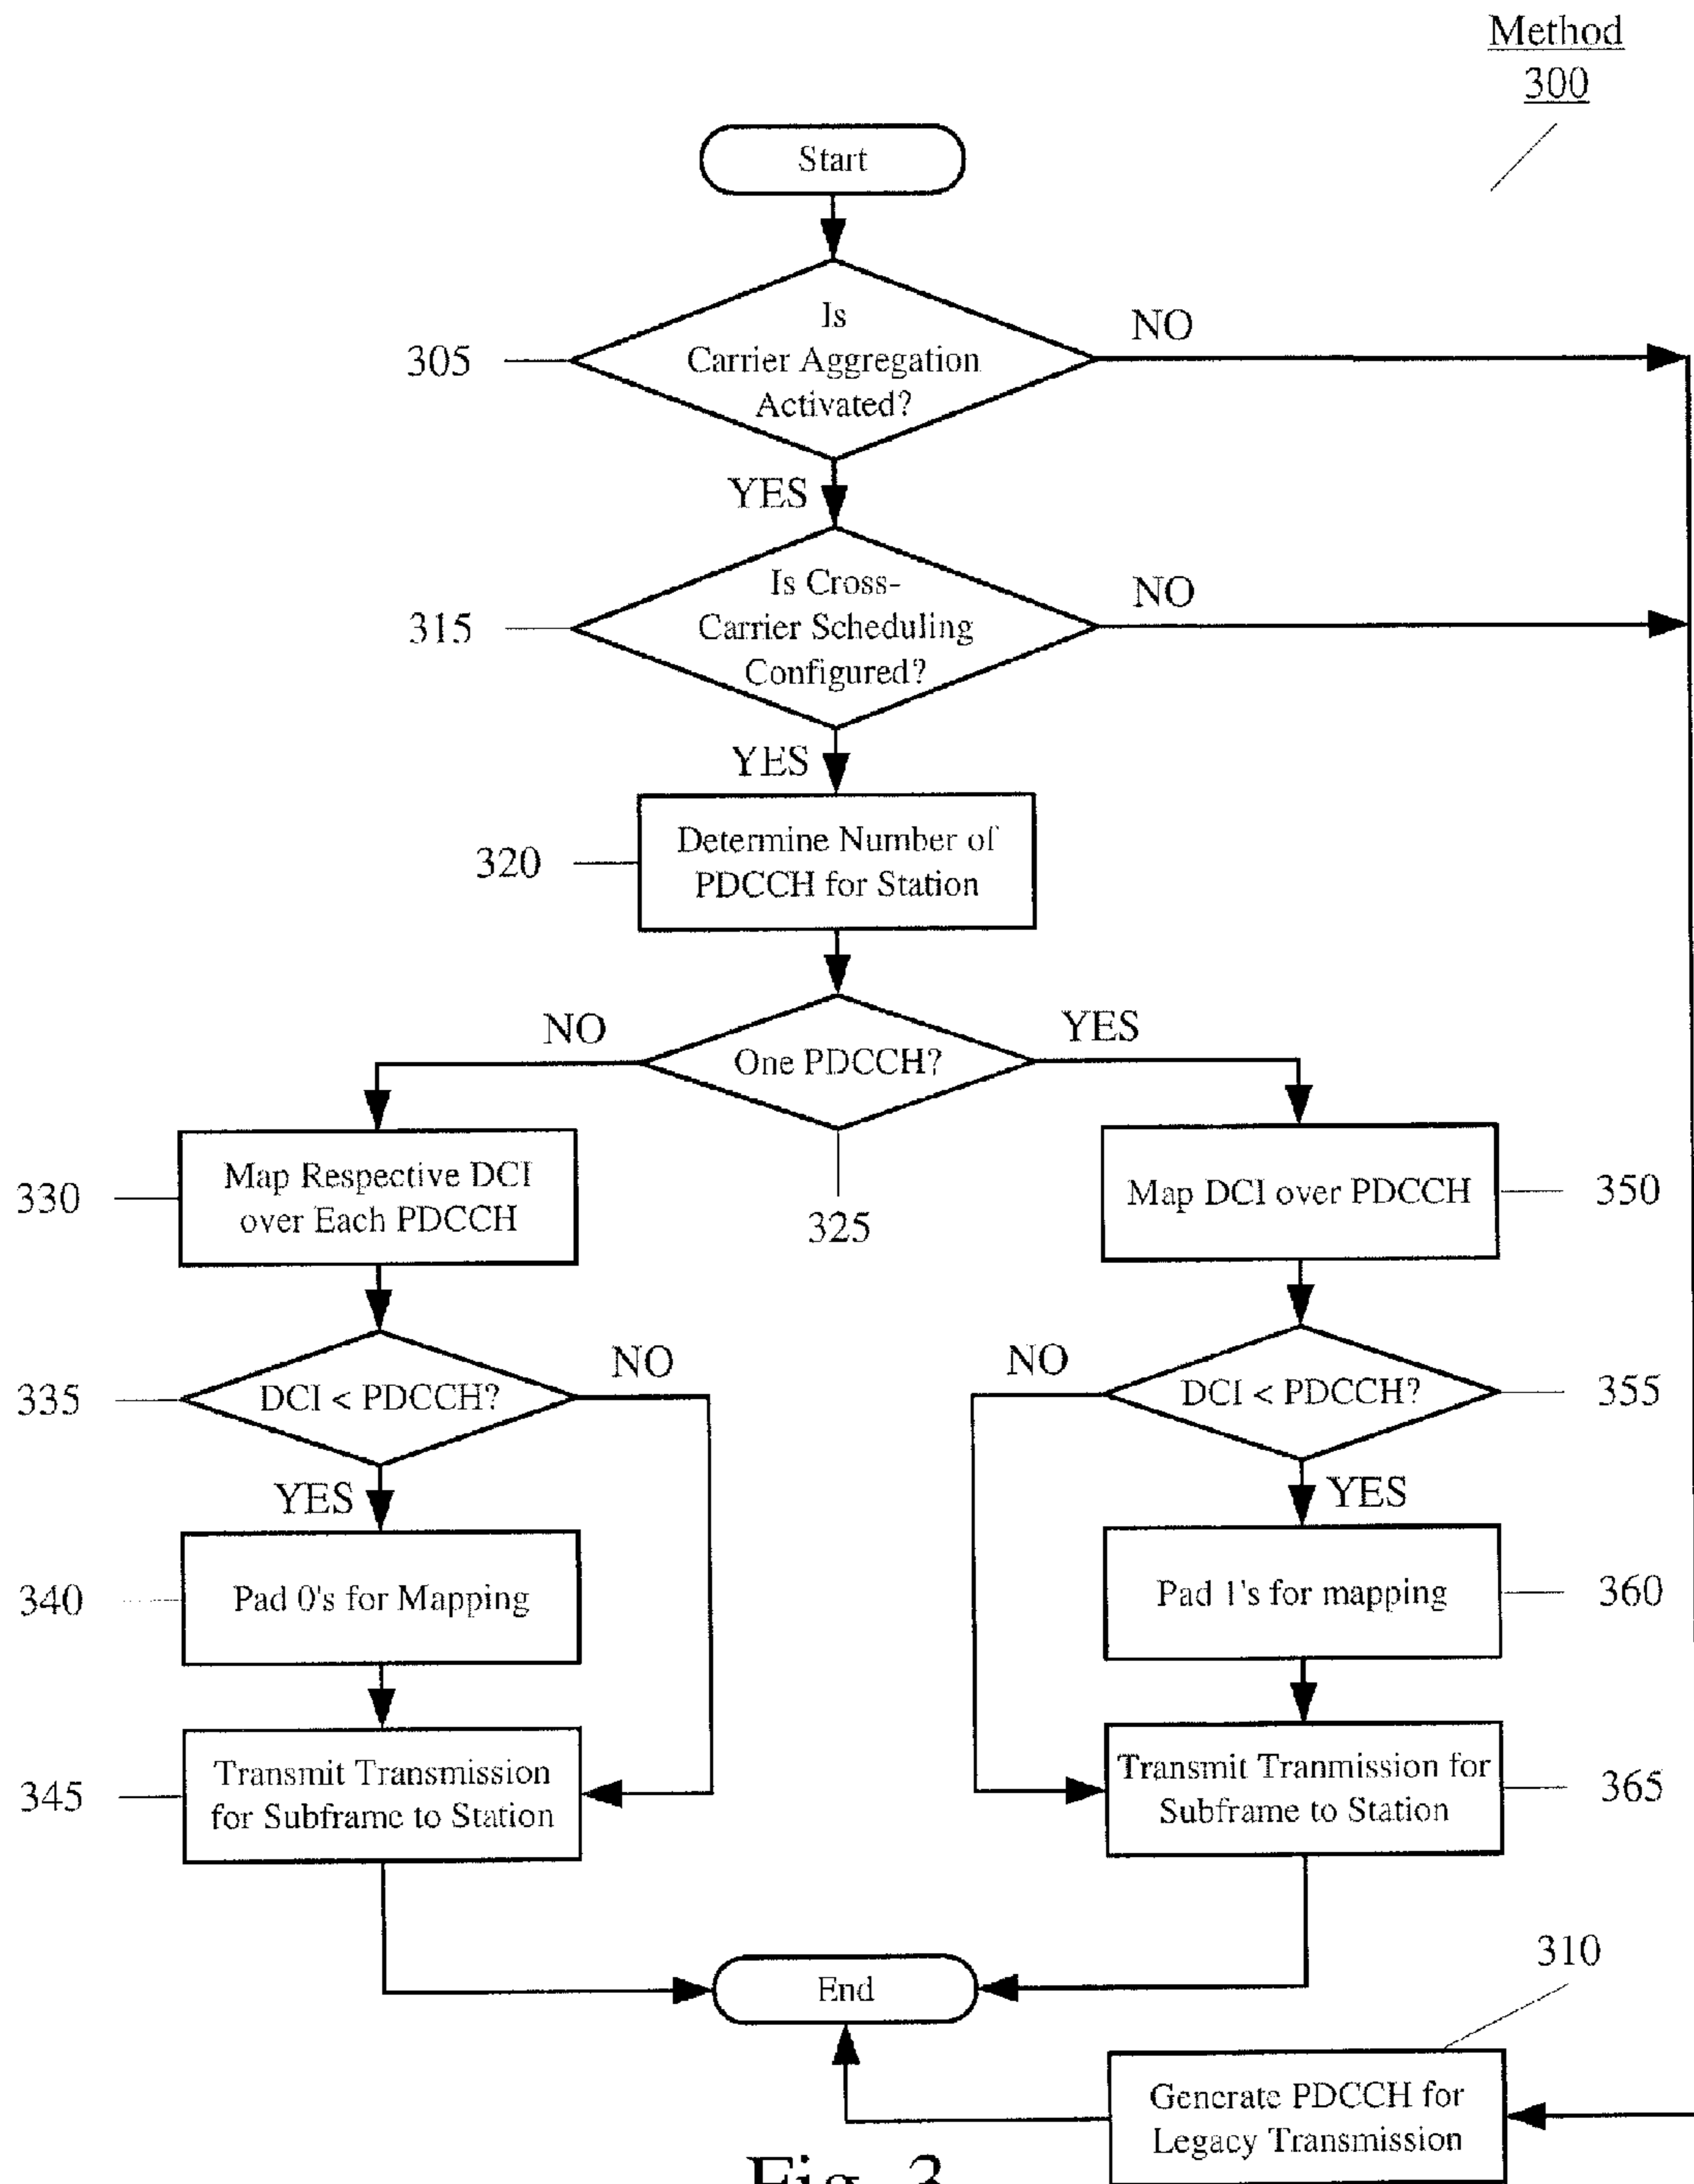 Method
300
Start
Is
Carrier Aggregation
Activated?
305
NO
YES
Is Cross-
Carrier Scheduling
Configured?
315
NO
YES
Determine Number of
PDCCH for Station
320
One PDCCH?
NO
YES
325
Map Respective DCI
over Each PDCCH
330
Map DCI over PDCCH
350
DCI < PDCCH?
335
NO
YES
DCI < PDCCH?
355
NO
YES
Pad 0's for Mapping
340
Pad 1's for mapping
360
Transmit Transmission
for Subframe to Station
345
Transmit Tranmission for
Subframe to Station
365
End
310
Generate PDCCH for
Legacy Transmission
Fig. 3